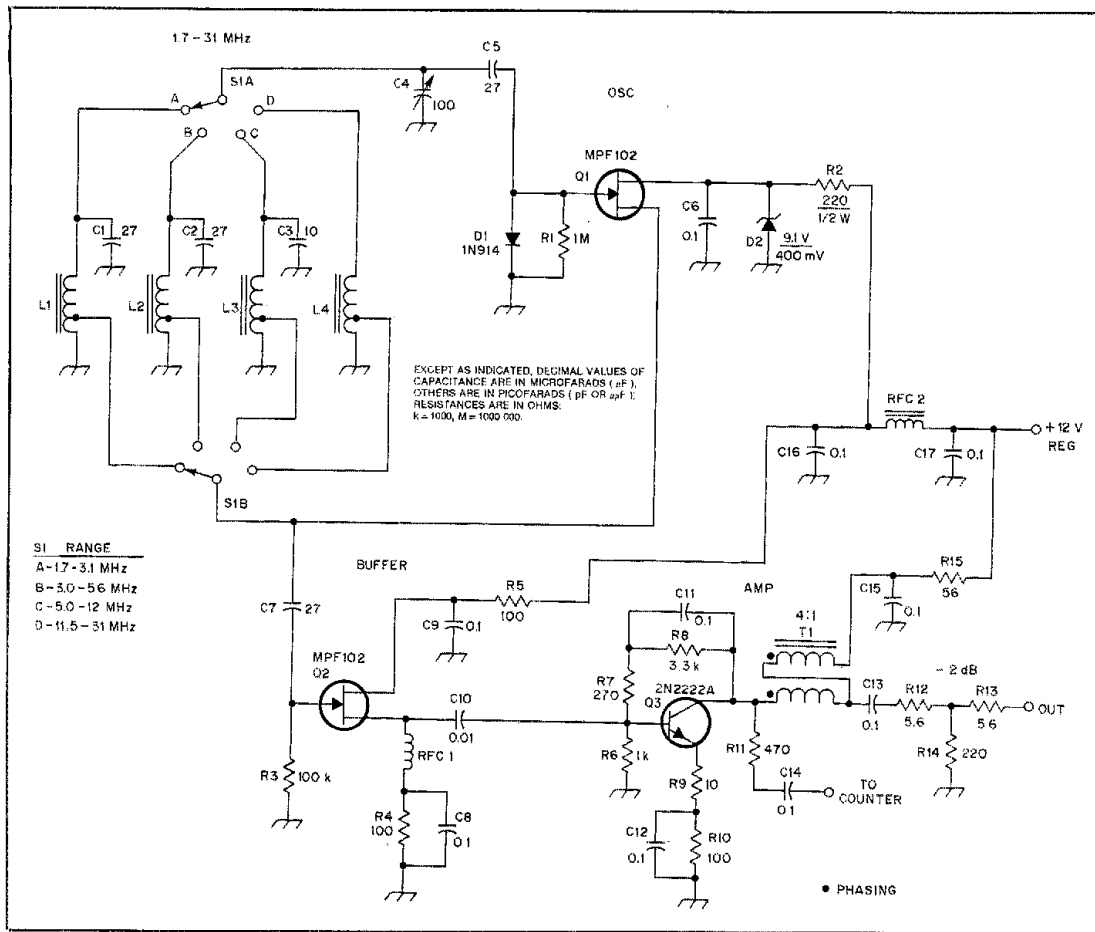 1.7-31 MHz
S1A
A
B
C
D
C4
100
C5
27
OSC
MPF102
Q1
D1
1N914
R1
1M
C6
0.1
D2
9.1 V
400 mV
R2
220
1/2 W
C1
27
C2
27
C3
10
L1
L2
L3
L4
EXCEPT AS INDICATED, DECIMAL VALUES OF
CAPACITANCE ARE IN MICROFARADS (µF);
OTHERS ARE IN PICOFARADS (pF OR µµF);
RESISTANCES ARE IN OHMS;
k = 1000, M = 1000 000.
RFC 2
+12 V
REG
C16
0.1
C17
0.1
S1B
S1 RANGE
A-1.7-3.1 MHz
B-3.0-5.6 MHz
C-5.0-12 MHz
D-11.5-31 MHz
BUFFER
C7
27
C9
0.1
R5
100
AMP
C11
0.1
R8
3.3 k
R7
270
C15
0.1
R15
56
4:1
T1
MPF102
Q2
C10
0.01
2N2222A
Q3
-2 dB
C13
0.1
R12
5.6
R13
5.6
OUT
R14
220
R3
100 k
RFC 1
R4
100
C8
0.1
R6
1k
R9
10
R11
470
C14
0.1
TO
COUNTER
C12
0.1
R10
100
• PHASING